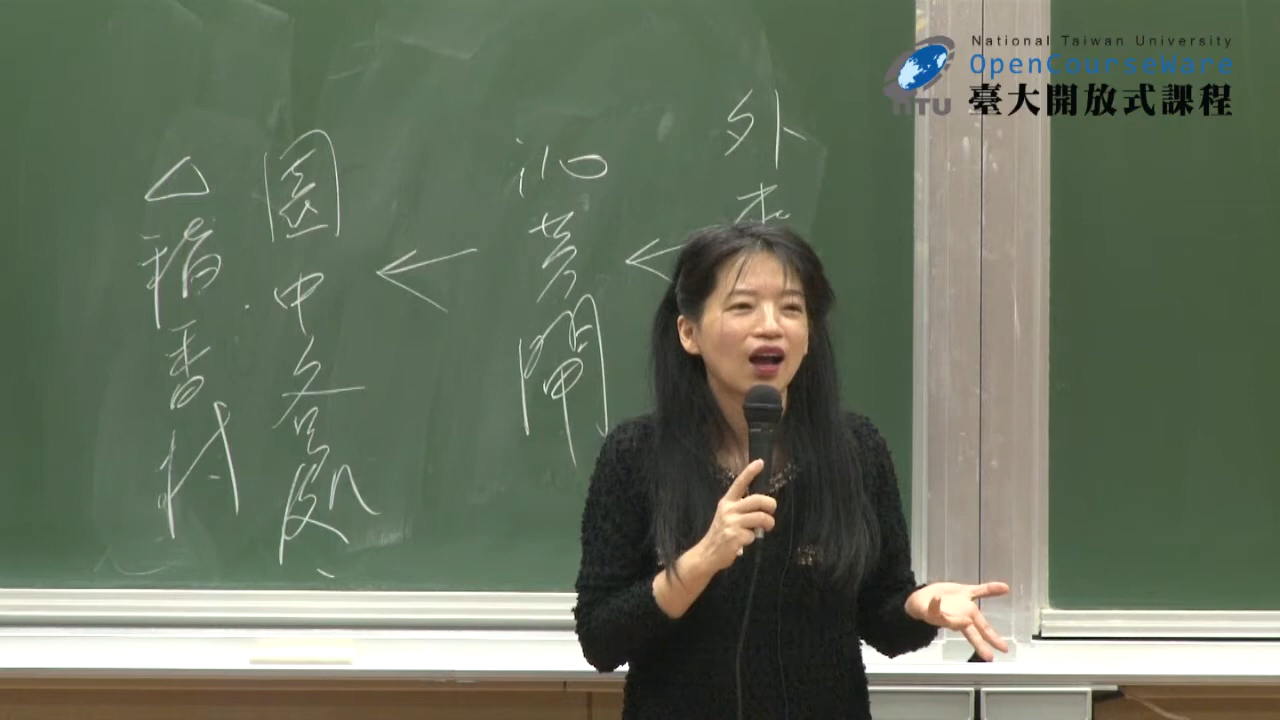 National Taiwan University
OpenCourseWare
臺大開放式課程
NTU
外
沁芳閘
←
←
園中各處
△稻香村